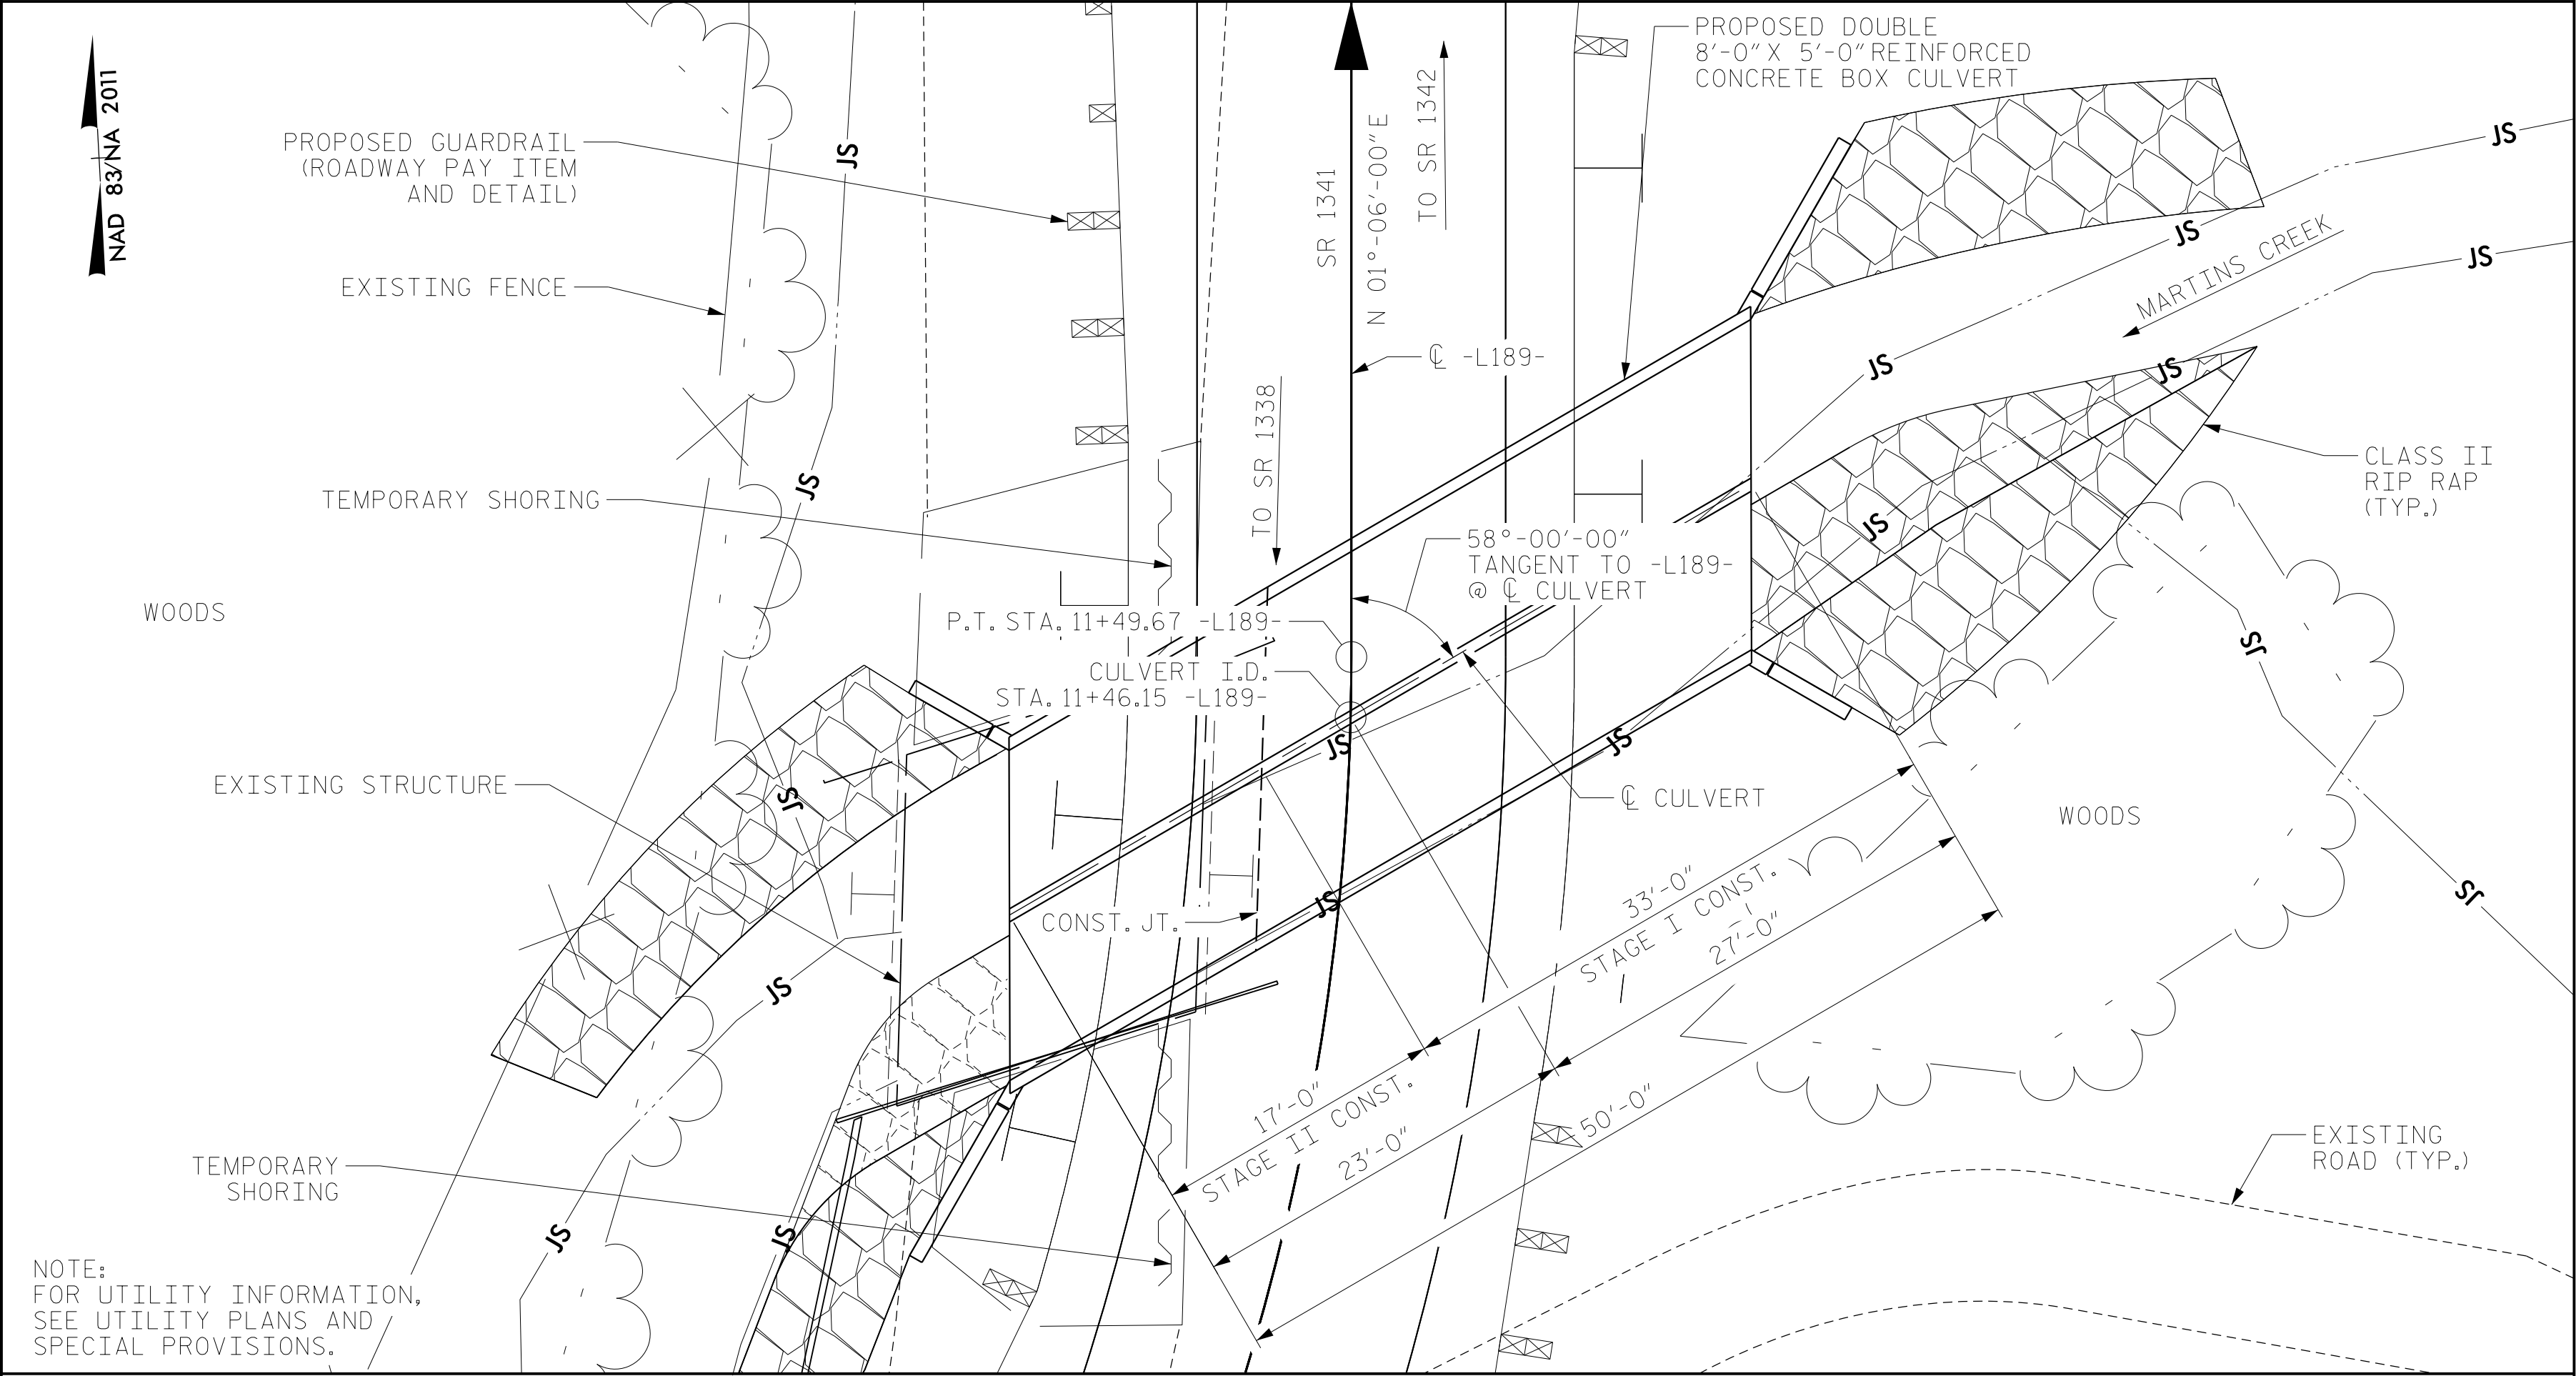 PROPOSED DOUBLE
8'-0" X 5'-0" REINFORCED
CONCRETE BOX CULVERT
NAD 83/NA 2011
PROPOSED GUARDRAIL
(ROADWAY PAY ITEM
AND DETAIL)
JS
SR 1341
N 01°-06'-00" E
TO SR 1342
JS
JS
JS
MARTINS CREEK
EXISTING FENCE
℄ -L189-
JS
JS
TO SR 1338
CLASS II
RIP RAP
(TYP.)
TEMPORARY SHORING
JS
JS
58°-00'-00"
TANGENT TO -L189-
@ ℄ CULVERT
WOODS
P.T. STA. 11+49.67 -L189-
JS
CULVERT I.D.
STA. 11+46.15 -L189-
JS
JS
EXISTING STRUCTURE
JS
℄ CULVERT
WOODS
33'-0"
STAGE I CONST.
27'-0"
JS
JS
CONST. JT.
JS
17'-0"
STAGE II CONST.
23'-0"
50'-0"
EXISTING
ROAD (TYP.)
TEMPORARY
SHORING
JS
JS
NOTE:
FOR UTILITY INFORMATION,
SEE UTILITY PLANS AND
SPECIAL PROVISIONS.